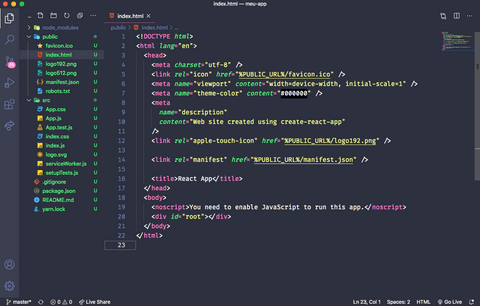 index.html — meu-app
node_modules
public
favicon.ico U
index.html U
logo192.png U
logo512.png U
manifest.json U
robots.txt U
src
App.css U
App.js U
App.test.js U
index.css U
index.js U
logo.svg U
serviceWorker.js U
setupTests.js U
.gitignore U
package.json U
README.md U
yarn.lock U
index.html
public > index.html > ...
1 <!DOCTYPE html>
2 <html lang="en">
3 <head>
4 <meta charset="utf-8" />
5 <link rel="icon" href="%PUBLIC_URL%/favicon.ico" />
6 <meta name="viewport" content="width=device-width, initial-scale=1" />
7 <meta name="theme-color" content="#000000" />
8 <meta
9 name="description"
10 content="Web site created using create-react-app"
11 />
12 <link rel="apple-touch-icon" href="%PUBLIC_URL%/logo192.png" />
13
14 <link rel="manifest" href="%PUBLIC_URL%/manifest.json" />
15
16 <title>React App</title>
17 </head>
18 <body>
19 <noscript>You need to enable JavaScript to run this app.</noscript>
20 <div id="root"></div>
21 </body>
22 </html>
23
master* 0 0 Live Share Ln 23, Col 1 Spaces: 2 HTML Go Live